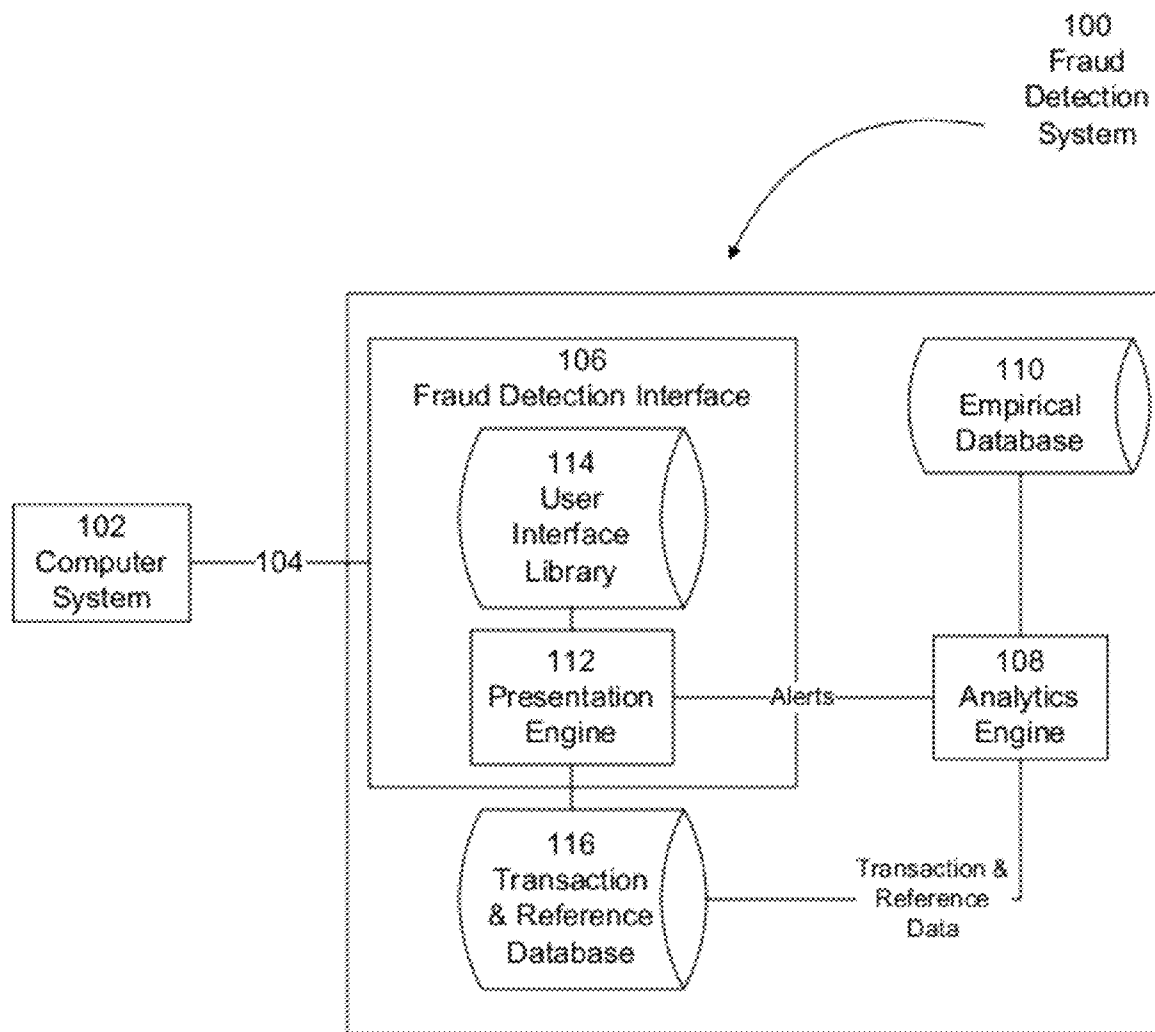 100
Fraud
Detection
System
106
Fraud Detection Interface
110
Empirical
Database
114
User
Interface
Library
102
Computer
System
104
112
Presentation
Engine
Alerts
108
Analytics
Engine
116
Transaction
& Reference
Database
Transaction &
Reference
Data